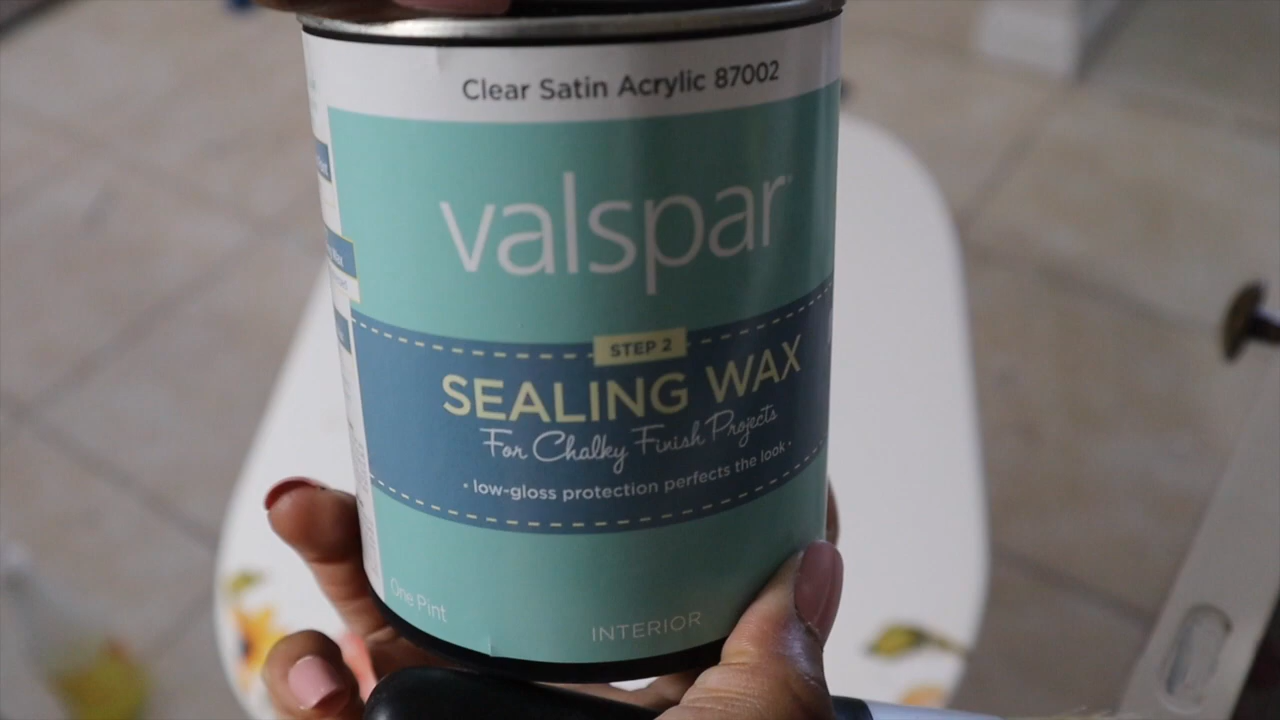 Clear Satin Acrylic 87002
valspar
STEP 2
SEALING WAX
For Chalky Finish Projects
• low-gloss protection perfects the look •
One Pint
INTERIOR